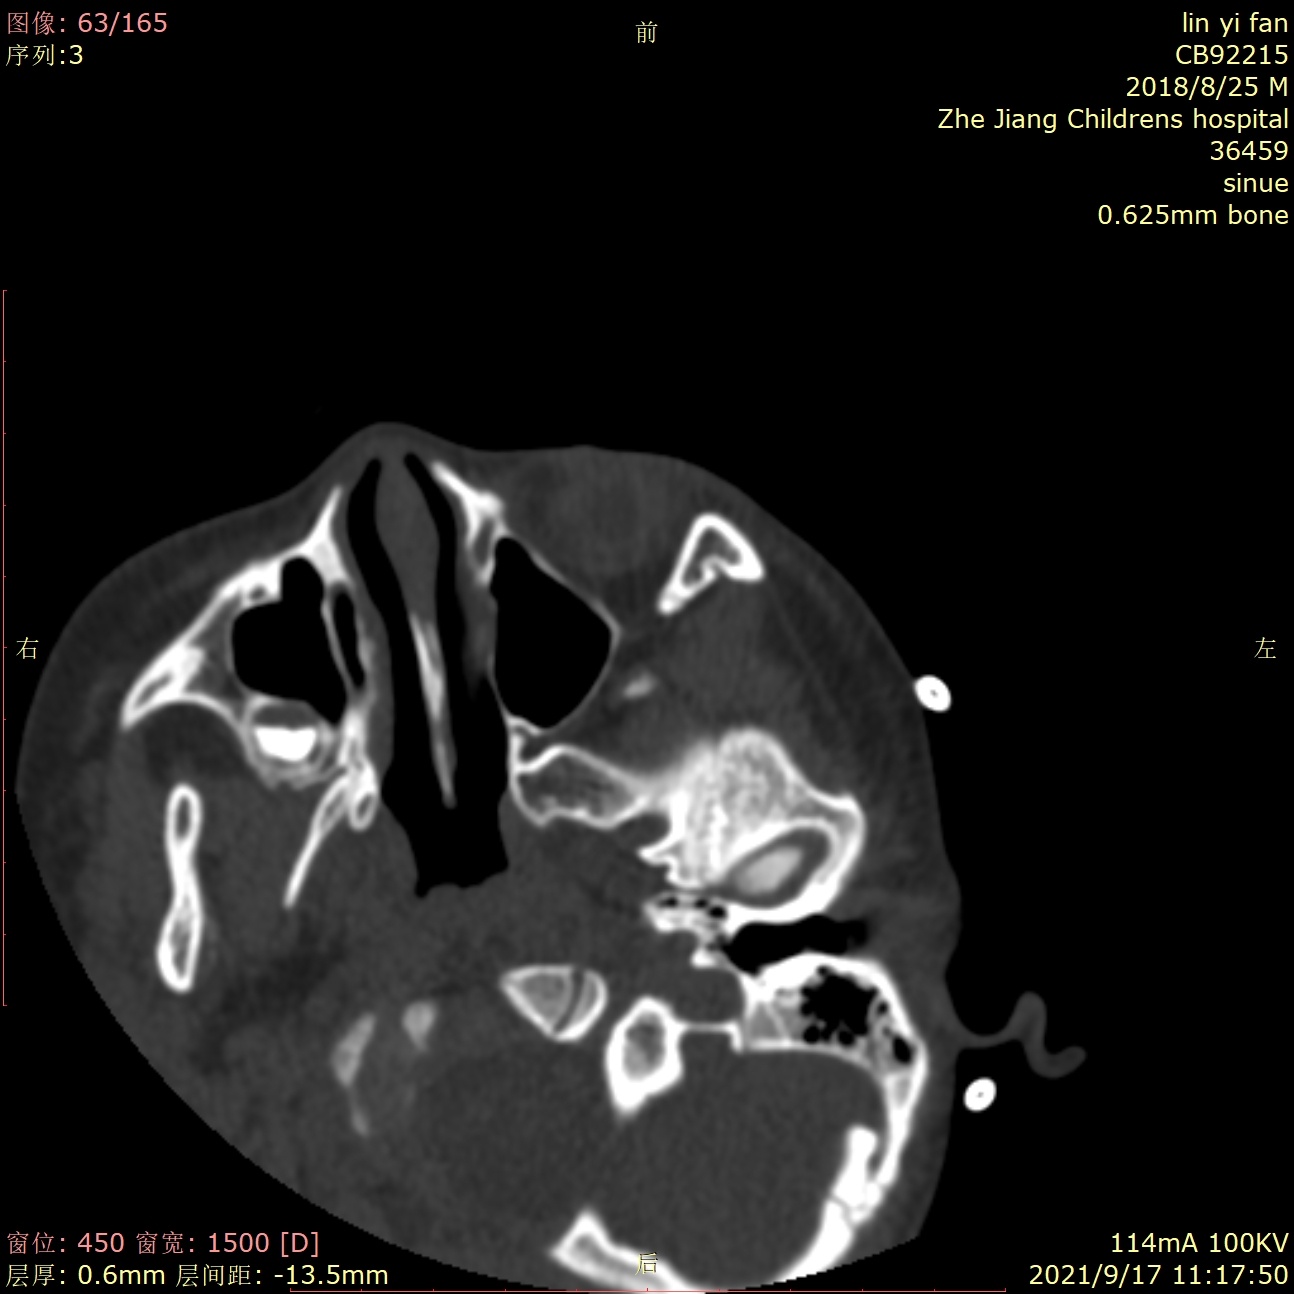 图像: 63/165
序列:3
前
lin yi fan
CB92215
2018/8/25 M
Zhe Jiang Childrens hospital
36459
sinue
0.625mm bone
右
左
窗位: 450 窗宽: 1500 [D]
层厚: 0.6mm 层间距: -13.5mm
后
114mA 100KV
2021/9/17 11:17:50